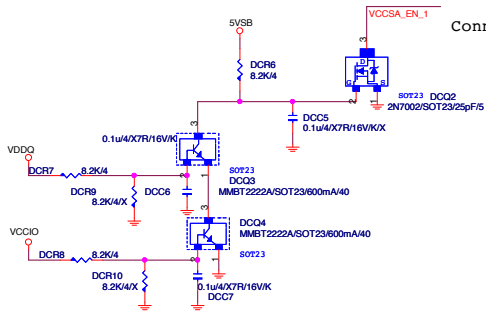 VCCSA_EN_1
Conn
5VSB
3
D
DCR6
8.2K/4
G
S
SOT23
DCQ2
2
1
2N7002/SOT23/25pF/5
DCC5
0.1u/4/X7R/16V/K/X
3
0.1u/4/X7R/16V/K
VDDQ
SOT23
DCR7
8.2K/4
2
1
DCQ3
MMBT2222A/SOT23/600mA/40
DCR9
8.2K/4/X
DCC6
3
DCQ4
MMBT2222A/SOT23/600mA/40
VCCIO
SOT23
DCR8
8.2K/4
2
1
DCR10
8.2K/4/X
0.1u/4/X7R/16V/K
DCC7